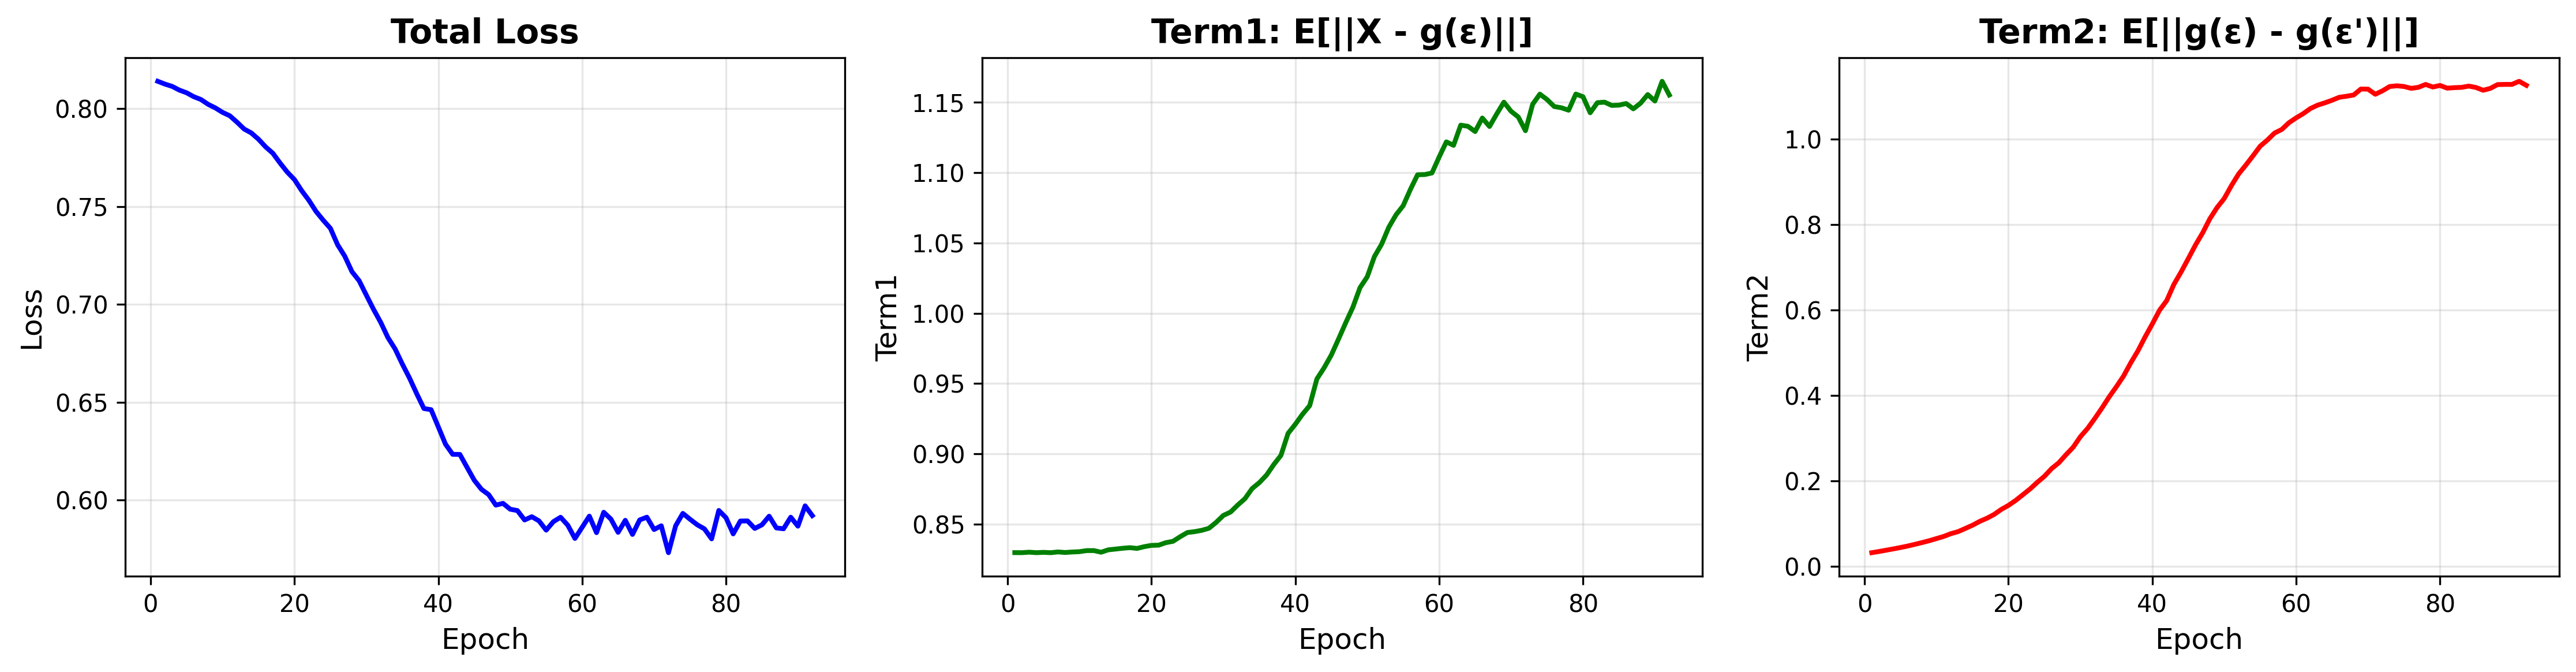 Total Loss
Loss
0.80
0.75
0.70
0.65
0.60
0 20 40 60 80
Epoch
Term1: E[||X - g(ε)||]
Term1
1.15
1.10
1.05
1.00
0.95
0.90
0.85
0 20 40 60 80
Epoch
Term2: E[||g(ε) - g(ε')||]
Term2
1.0
0.8
0.6
0.4
0.2
0.0
0 20 40 60 80
Epoch